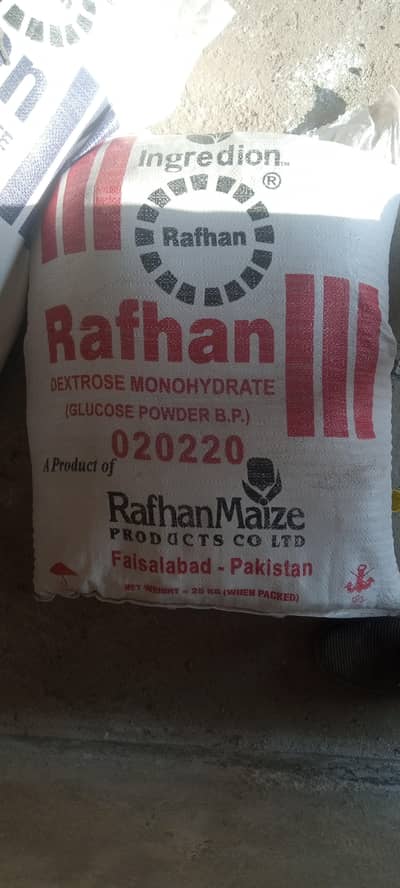 Ingredion™
®
Rafhan
Rafhan
DEXTROSE MONOHYDRATE
(GLUCOSE POWDER B.P.)
020220
A Product of
RafhanMaize
PRODUCTS CO LTD
Faisalabad - Pakistan
NET WEIGHT = 25 KG (WHEN PACKED)